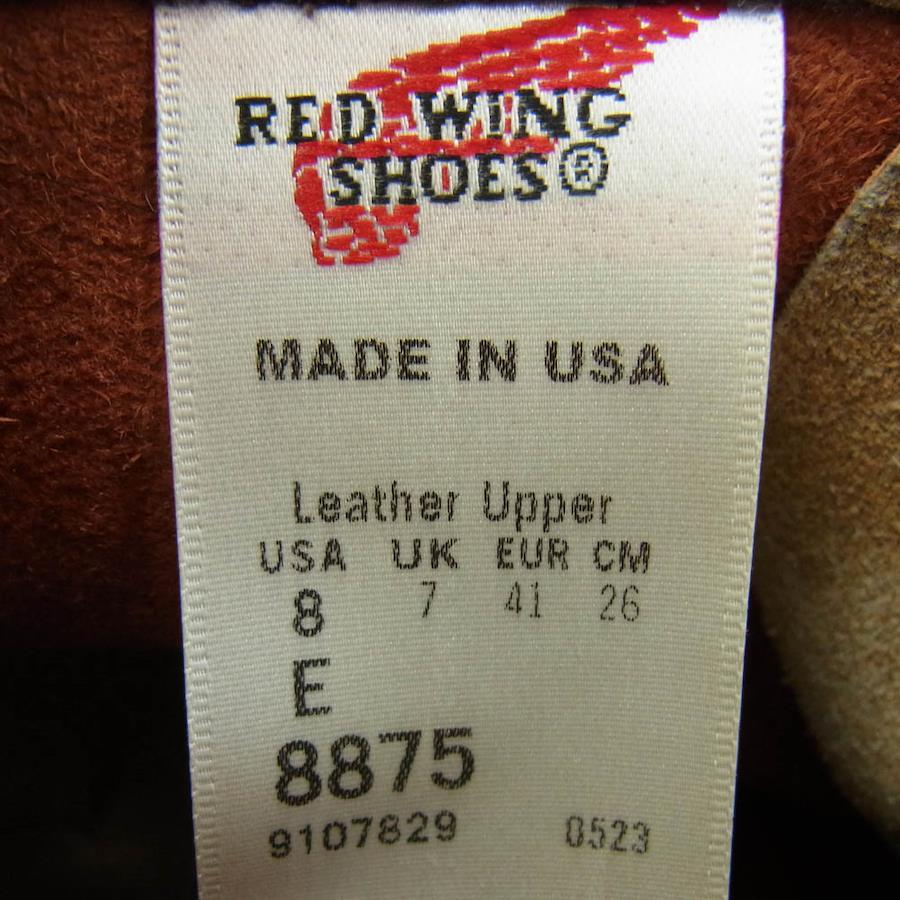 RED WING
SHOES®
MADE IN USA
Leather Upper
USA UK EUR CM
8 7 41 26
E
8875
9107829 0523